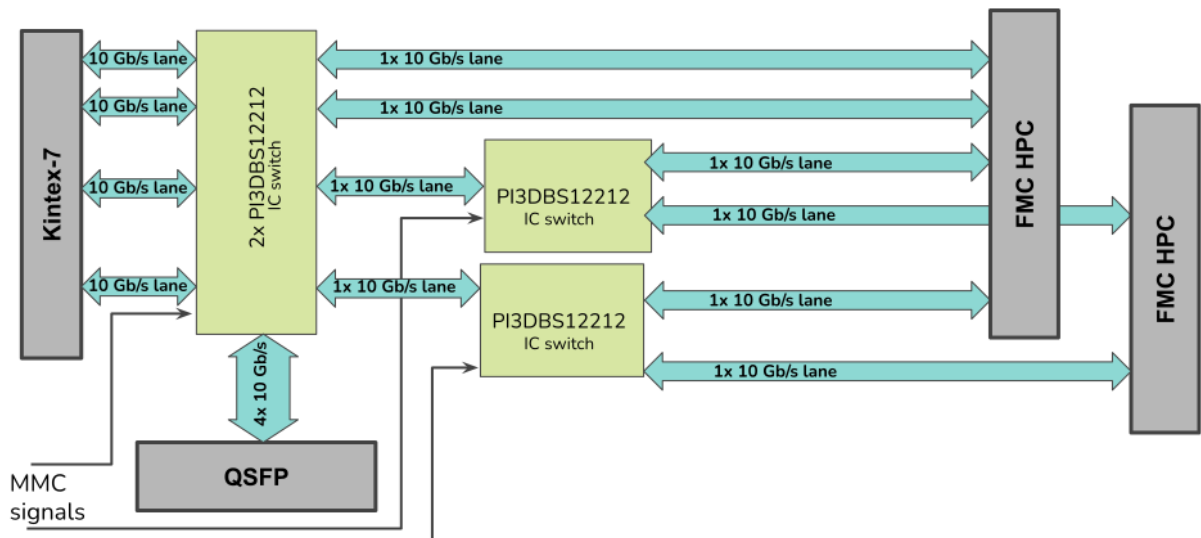 10 Gb/s lane
1x 10 Gb/s lane
10 Gb/s lane
1x 10 Gb/s lane
Kintex-7
2x PI3DBS12212
IC switch
FMC HPC
FMC HPC
1x 10 Gb/s lane
10 Gb/s lane
1x 10 Gb/s lane
PI3DBS12212
IC switch
1x 10 Gb/s lane
10 Gb/s lane
1x 10 Gb/s lane
1x 10 Gb/s lane
PI3DBS12212
IC switch
1x 10 Gb/s lane
4x 10 Gb/s
QSFP
MMC
signals